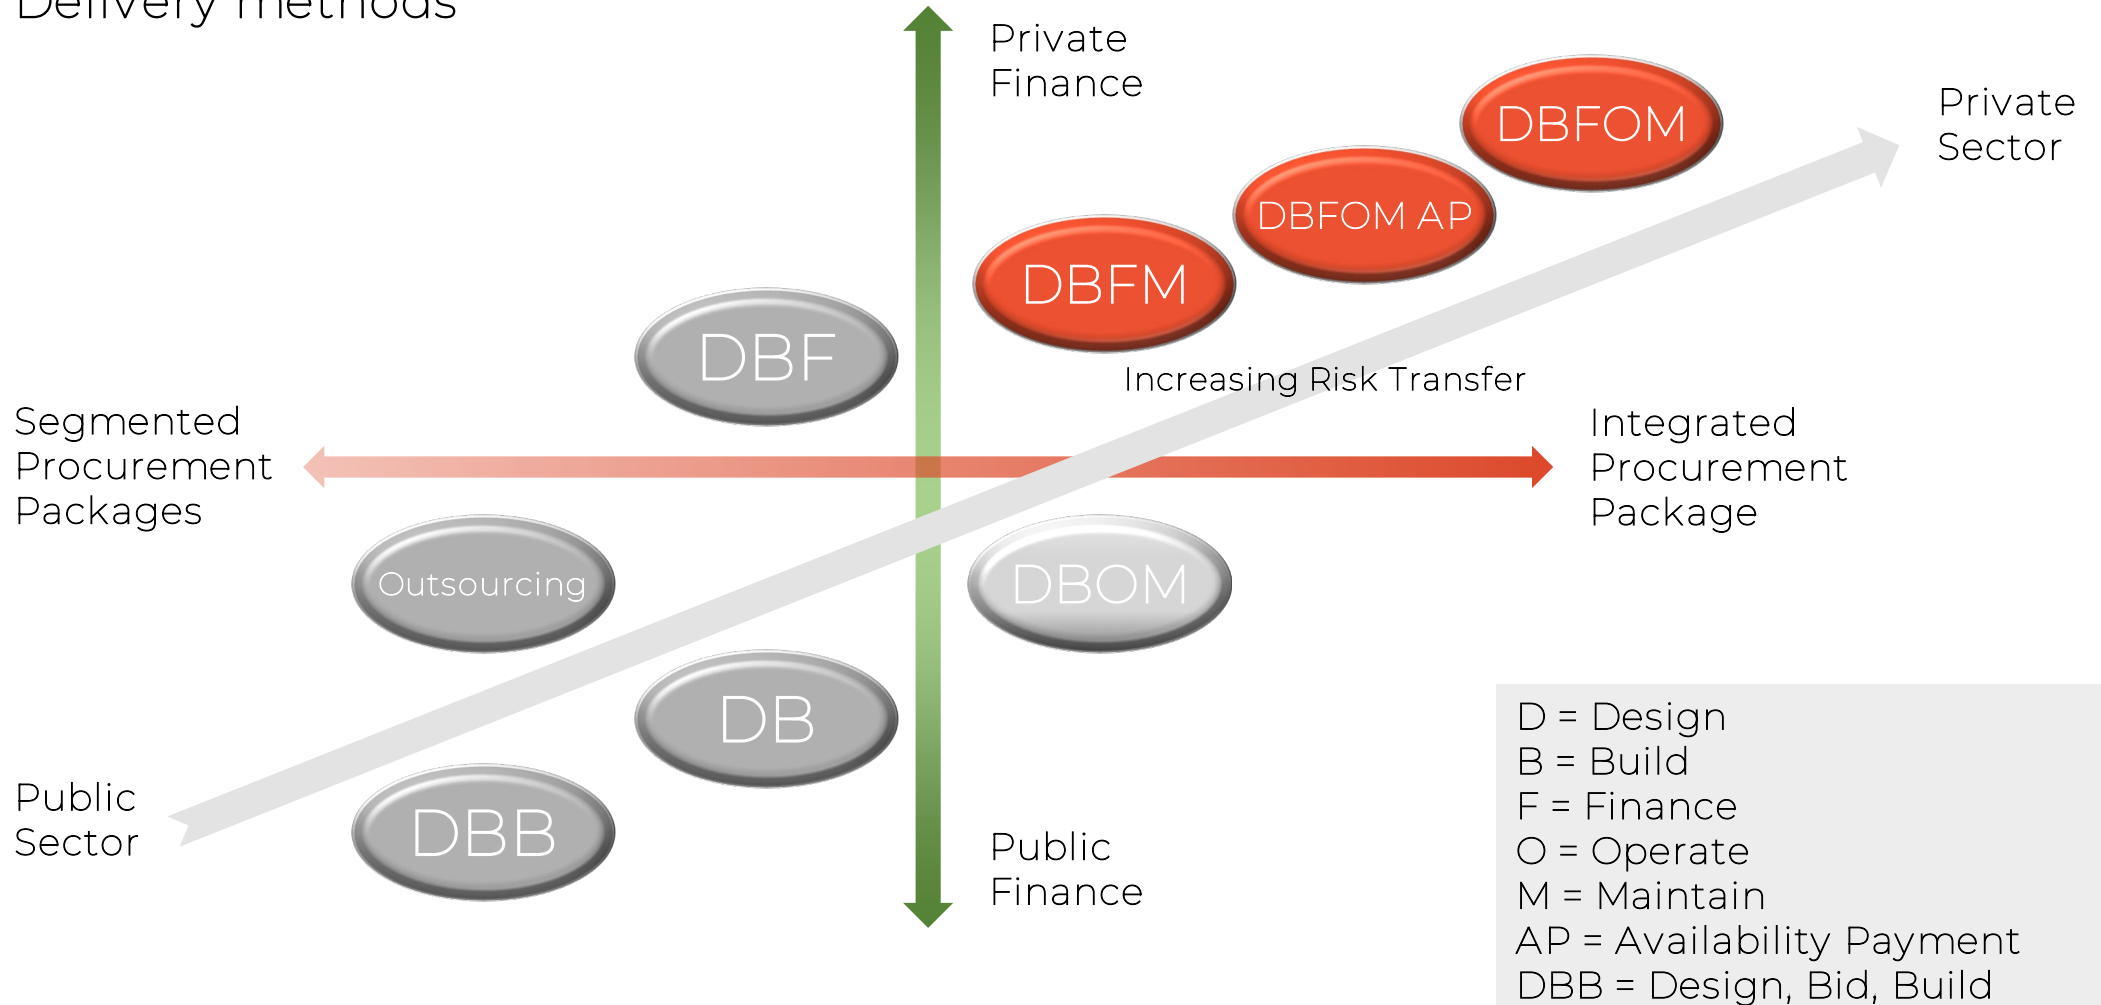 Delivery methods
Private
Finance
DBFOM
Private
Sector
DBFOM AP
DBFM
DBF
Increasing Risk Transfer
Segmented
Procurement
Packages
Integrated
Procurement
Package
Outsourcing
DBOM
DB
Public
Sector
DBB
Public
Finance
D = Design
B = Build
F = Finance
O = Operate
M = Maintain
AP = Availability Payment
DBB = Design, Bid, Build